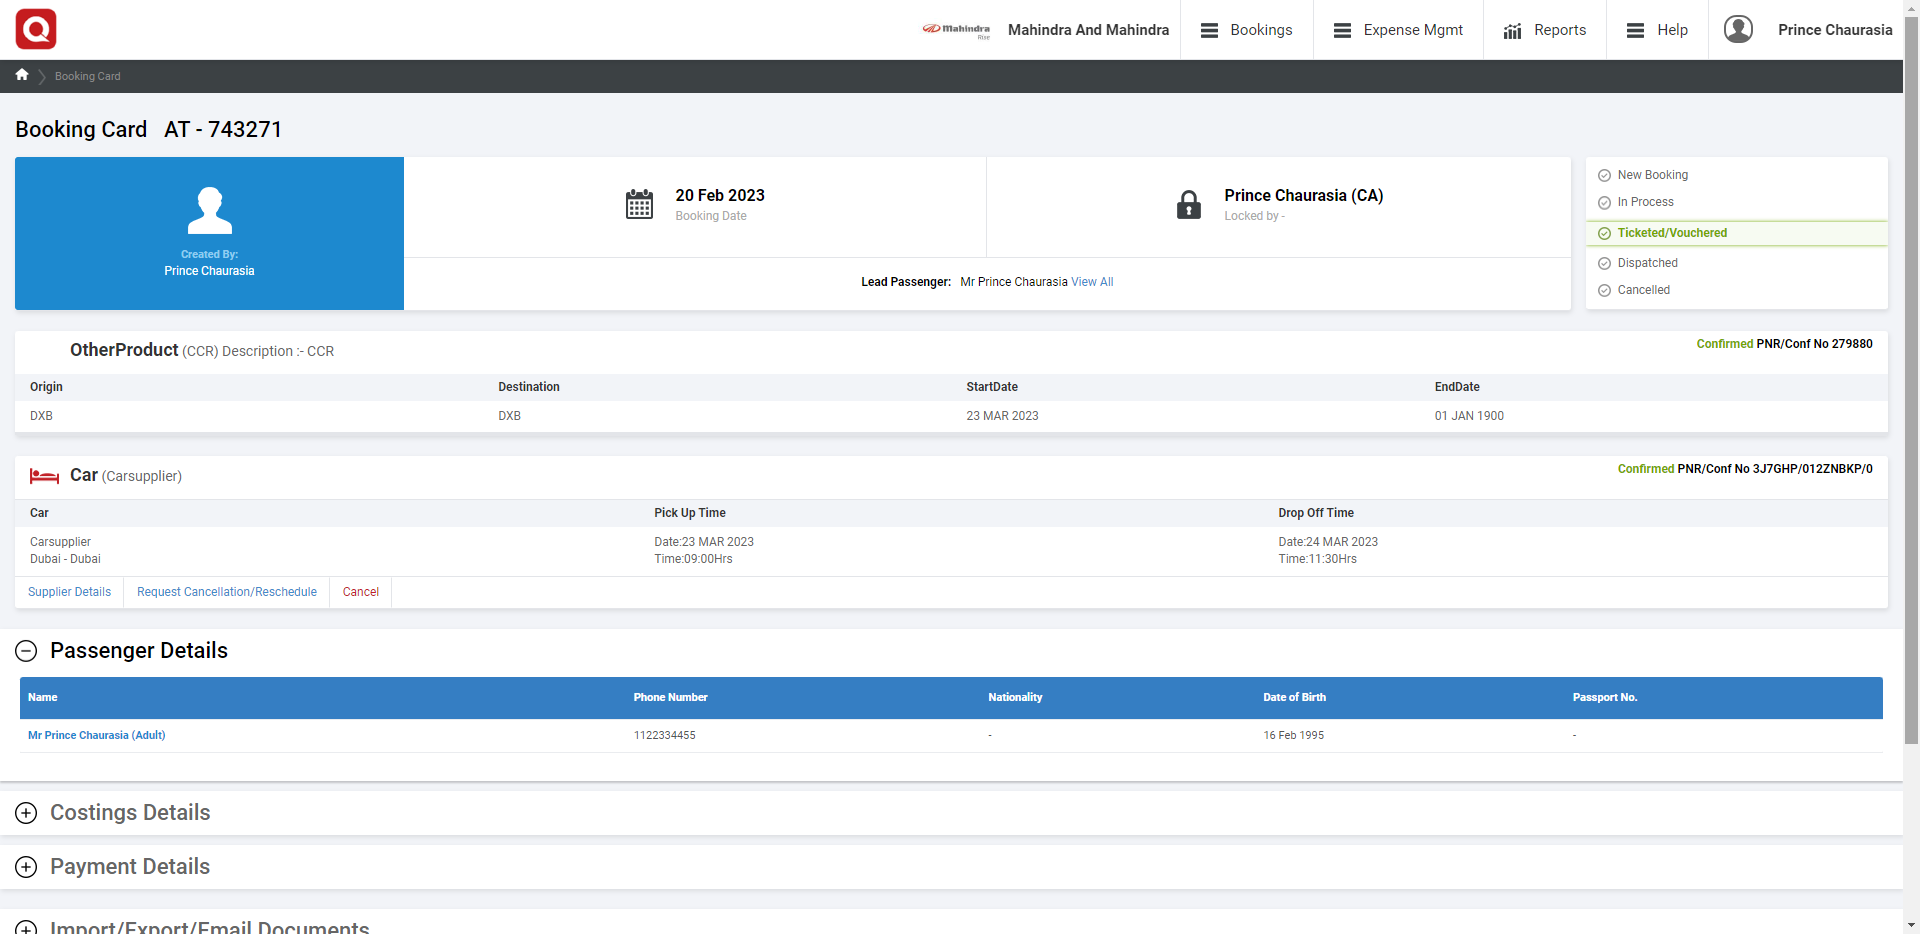 Q
Mahindra
Rise
Mahindra And Mahindra
Bookings
Expense Mgmt
Reports
Help
Prince Chaurasia
Booking Card
Booking Card AT - 743271
Created By:
Prince Chaurasia
20 Feb 2023
Booking Date
Prince Chaurasia (CA)
Locked by -
Lead Passenger: Mr Prince Chaurasia View All
New Booking
In Process
Ticketed/Vouchered
Dispatched
Cancelled
OtherProduct (CCR) Description :- CCR
Confirmed PNR/Conf No 279880
Origin Destination StartDate EndDate
DXB DXB 23 MAR 2023 01 JAN 1900
Car (Carsupplier)
Confirmed PNR/Conf No 3J7GHP/012ZNBKP/0
Car Pick Up Time Drop Off Time
Carsupplier Date:23 MAR 2023 Date:24 MAR 2023
Dubai - Dubai Time:09:00Hrs Time:11:30Hrs
Supplier Details Request Cancellation/Reschedule Cancel
Passenger Details
Name Phone Number Nationality Date of Birth Passport No.
Mr Prince Chaurasia (Adult) 1122334455 - 16 Feb 1995 -
Costings Details
Payment Details
Import/Export/Email Documents